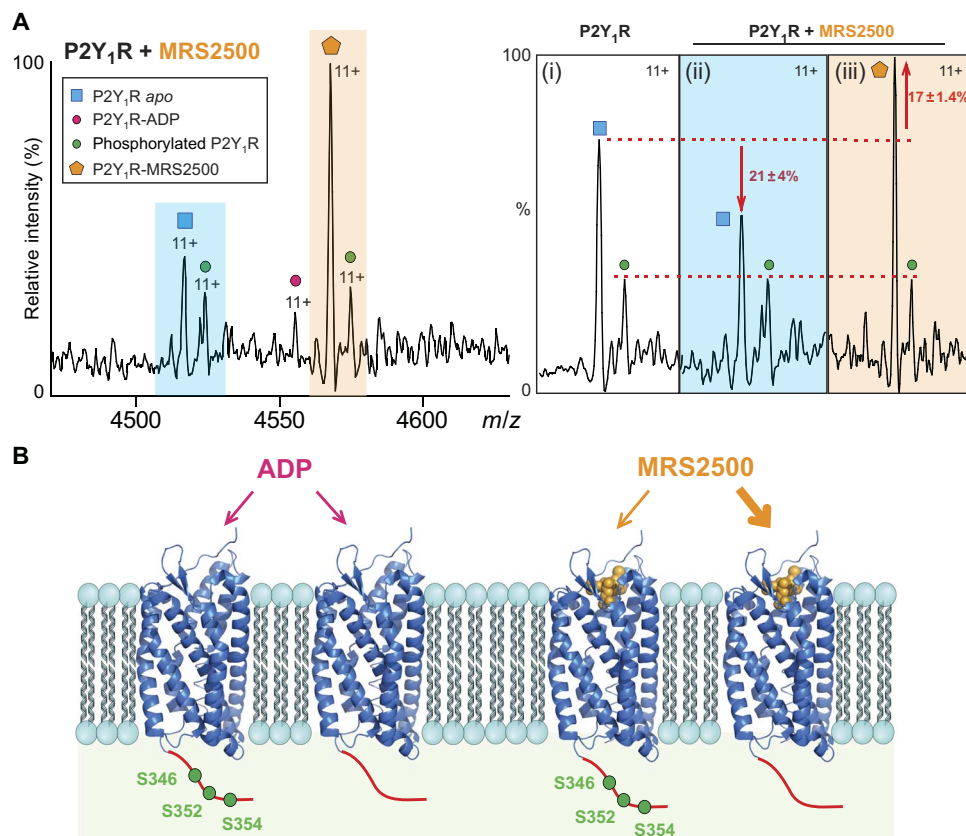 A
P2Y₁R + MRS2500
100
Relative intensity (%)
0
P2Y₁R apo
P2Y₁R-ADP
Phosphorylated P2Y₁R
P2Y₁R-MRS2500
11+
11+
11+
11+
11+
4500
4550
4600
m/z
P2Y₁R
P2Y₁R + MRS2500
100
%
0
(i)
11+
(ii)
11+
(iii)
11+
21 ± 4%
17 ± 1.4%
B
ADP
MRS2500
S346
S352
S354
S346
S352
S354